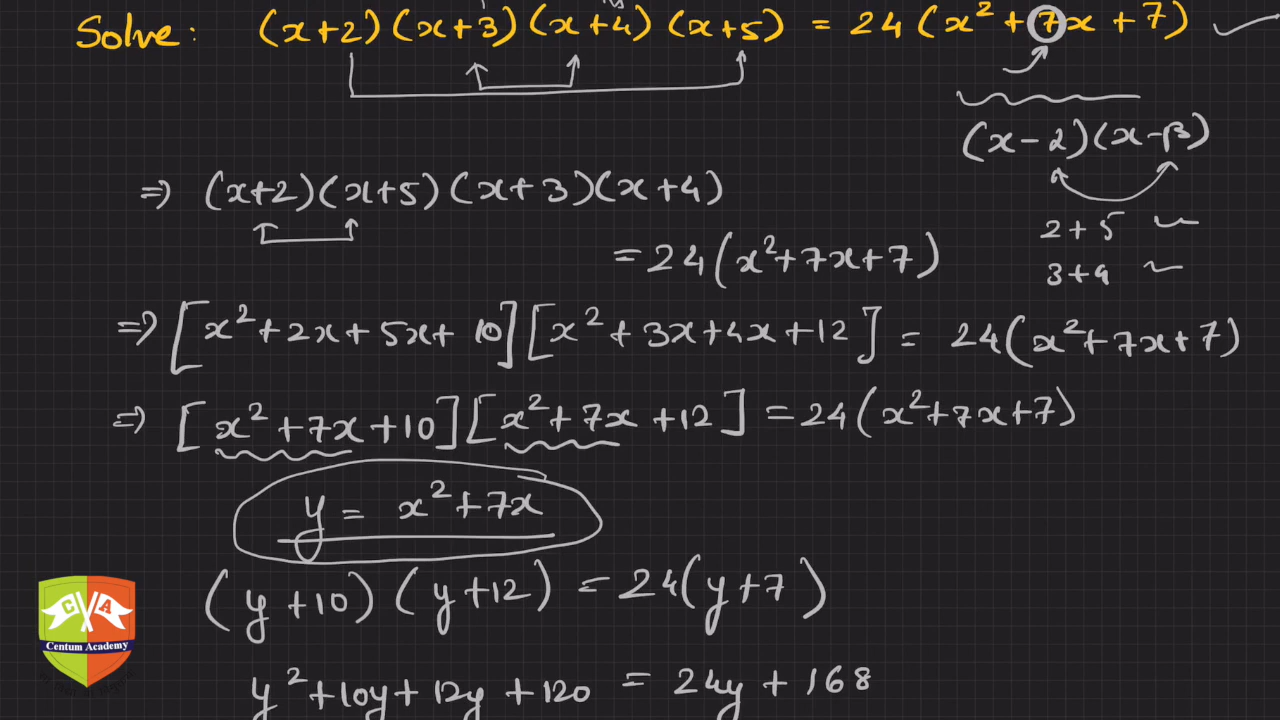 Solve: (x+2)(x+3)(x+4)(x+5) = 24(x²+7x+7)
(x-2)(x-β)
⇒ (x+2)(x+5)(x+3)(x+4)
2+5
= 24(x²+7x+7)
3+4
⇒ [x²+2x+5x+10][x²+3x+4x+12] = 24(x²+7x+7)
⇒ [x²+7x+10][x²+7x+12] = 24(x²+7x+7)
y = x²+7x
(y+10)(y+12) = 24(y+7)
C A
Centum Academy
y²+10y+12y+120 = 24y+168